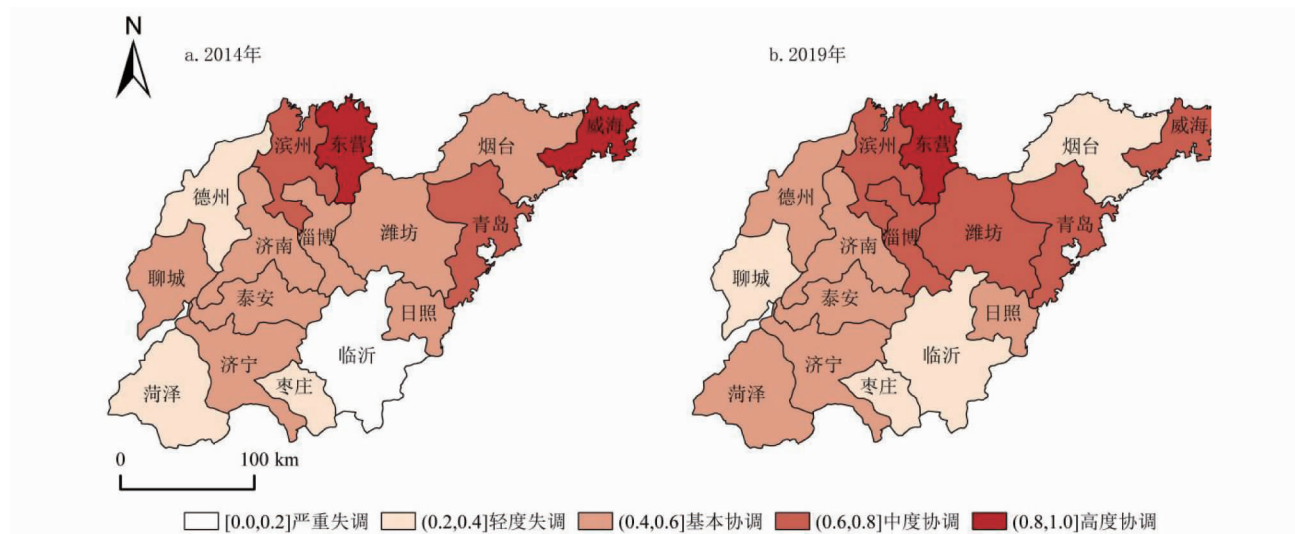 N
a. 2014年
b. 2019年
滨州
东营
烟台
威海
德州
济南
淄博
潍坊
青岛
聊城
泰安
日照
济宁
临沂
菏泽
枣庄
滨州
东营
烟台
威海
德州
济南
淄博
潍坊
青岛
聊城
泰安
日照
济宁
临沂
菏泽
枣庄
0 100 km
[0.0,0.2]严重失调 (0.2,0.4]轻度失调 (0.4,0.6]基本协调 (0.6,0.8]中度协调 (0.8,1.0]高度协调